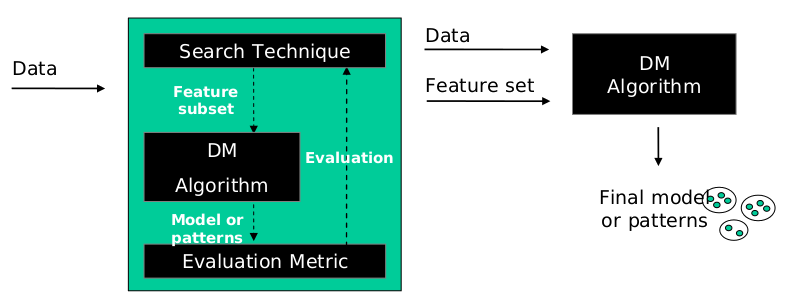 Data
Search Technique
Feature
subset
DM
Algorithm
Evaluation
Model or
patterns
Evaluation Metric
Data
Feature set
DM
Algorithm
Final model
or patterns